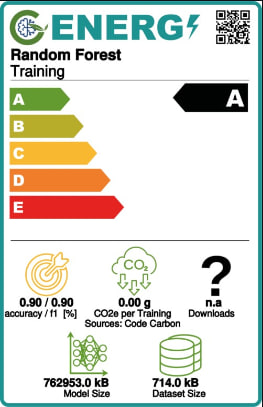 ENERG
Random Forest
Training
A
A
B
C
D
E
CO₂
?
0.90 / 0.90
accuracy / f1 [%]
0.00 g
CO2e per Training
Sources: Code Carbon
n.a
Downloads
762953.0 kB
Model Size
714.0 kB
Dataset Size